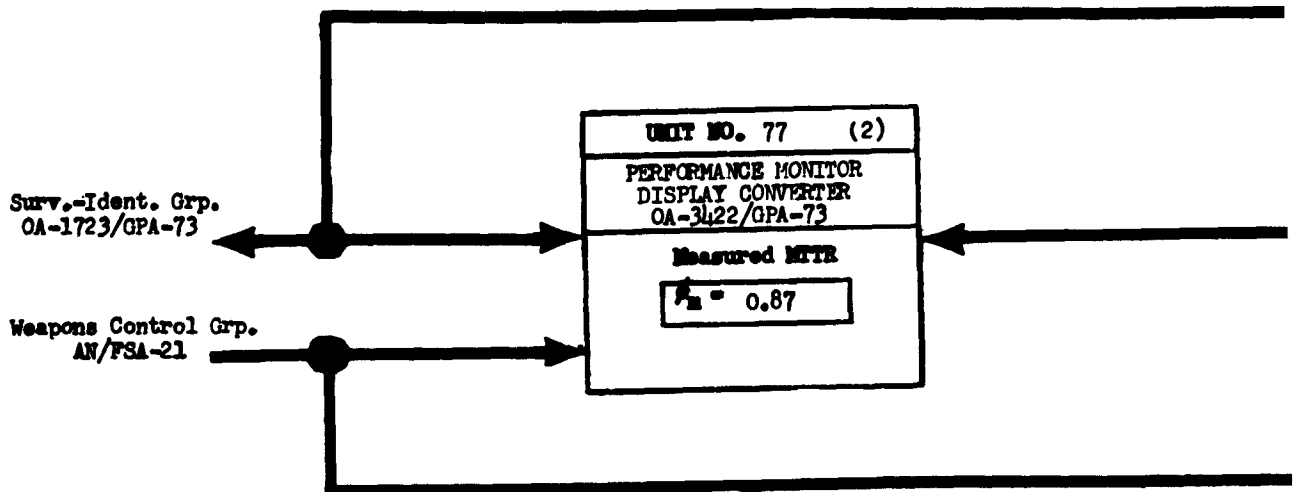 UNIT NO. 77 (2)
PERFORMANCE MONITOR
DISPLAY CONVERTER
OA-3422/GPA-73
Surv.-Ident. Grp.
OA-1723/GPA-73
Measured MTTR
m = 0.87
Weapons Control Grp.
AN/FSA-21